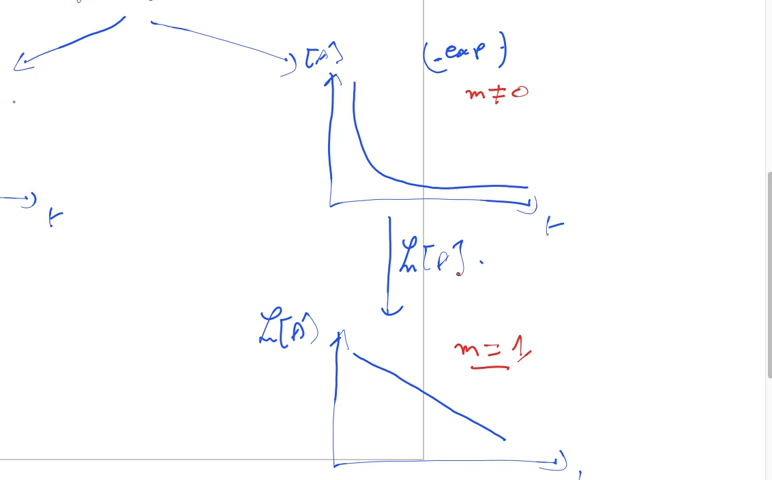 [A]
(-exp)
m ≠ 0
t
t
Ln[A].
Ln[A]
m = 1